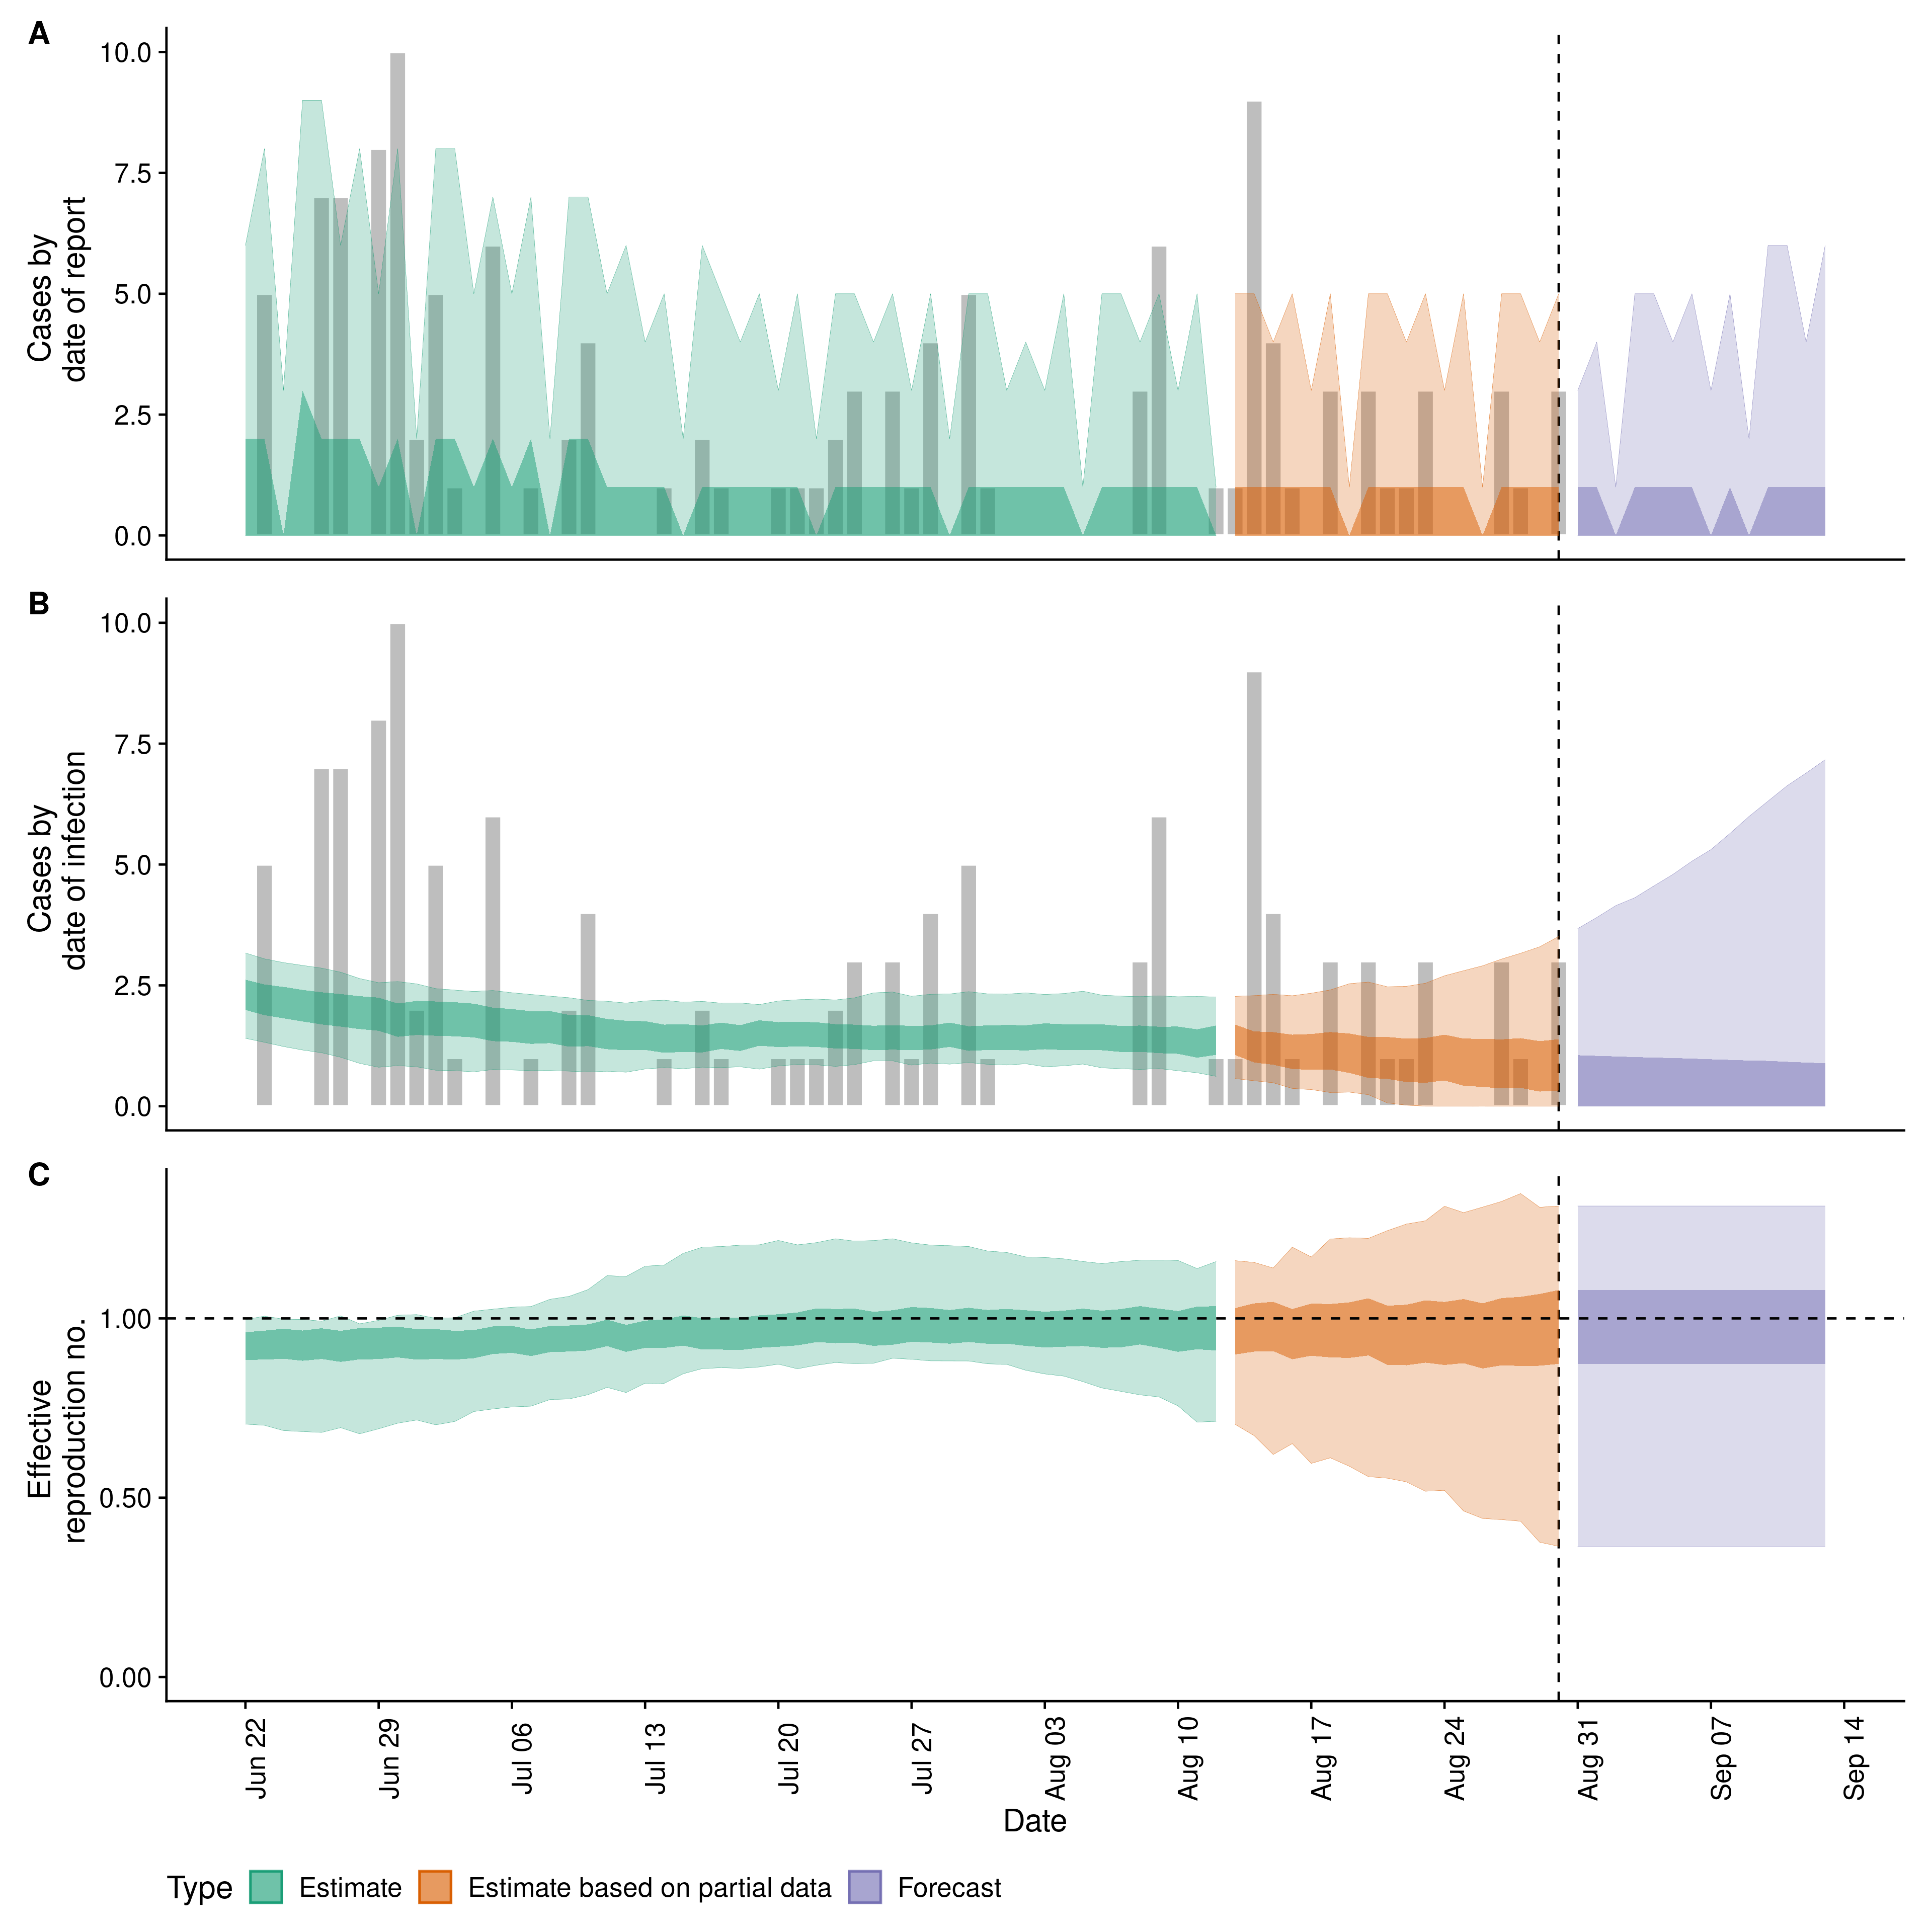 A
10.0
7.5
5.0
2.5
0.0
Cases by
date of report
B
10.0
7.5
5.0
2.5
0.0
Cases by
date of infection
C
1.00
0.50
0.00
Effective
reproduction no.
Jun 22
Jun 29
Jul 06
Jul 13
Jul 20
Jul 27
Aug 03
Aug 10
Aug 17
Aug 24
Aug 31
Sep 07
Sep 14
Date
Type Estimate Estimate based on partial data Forecast